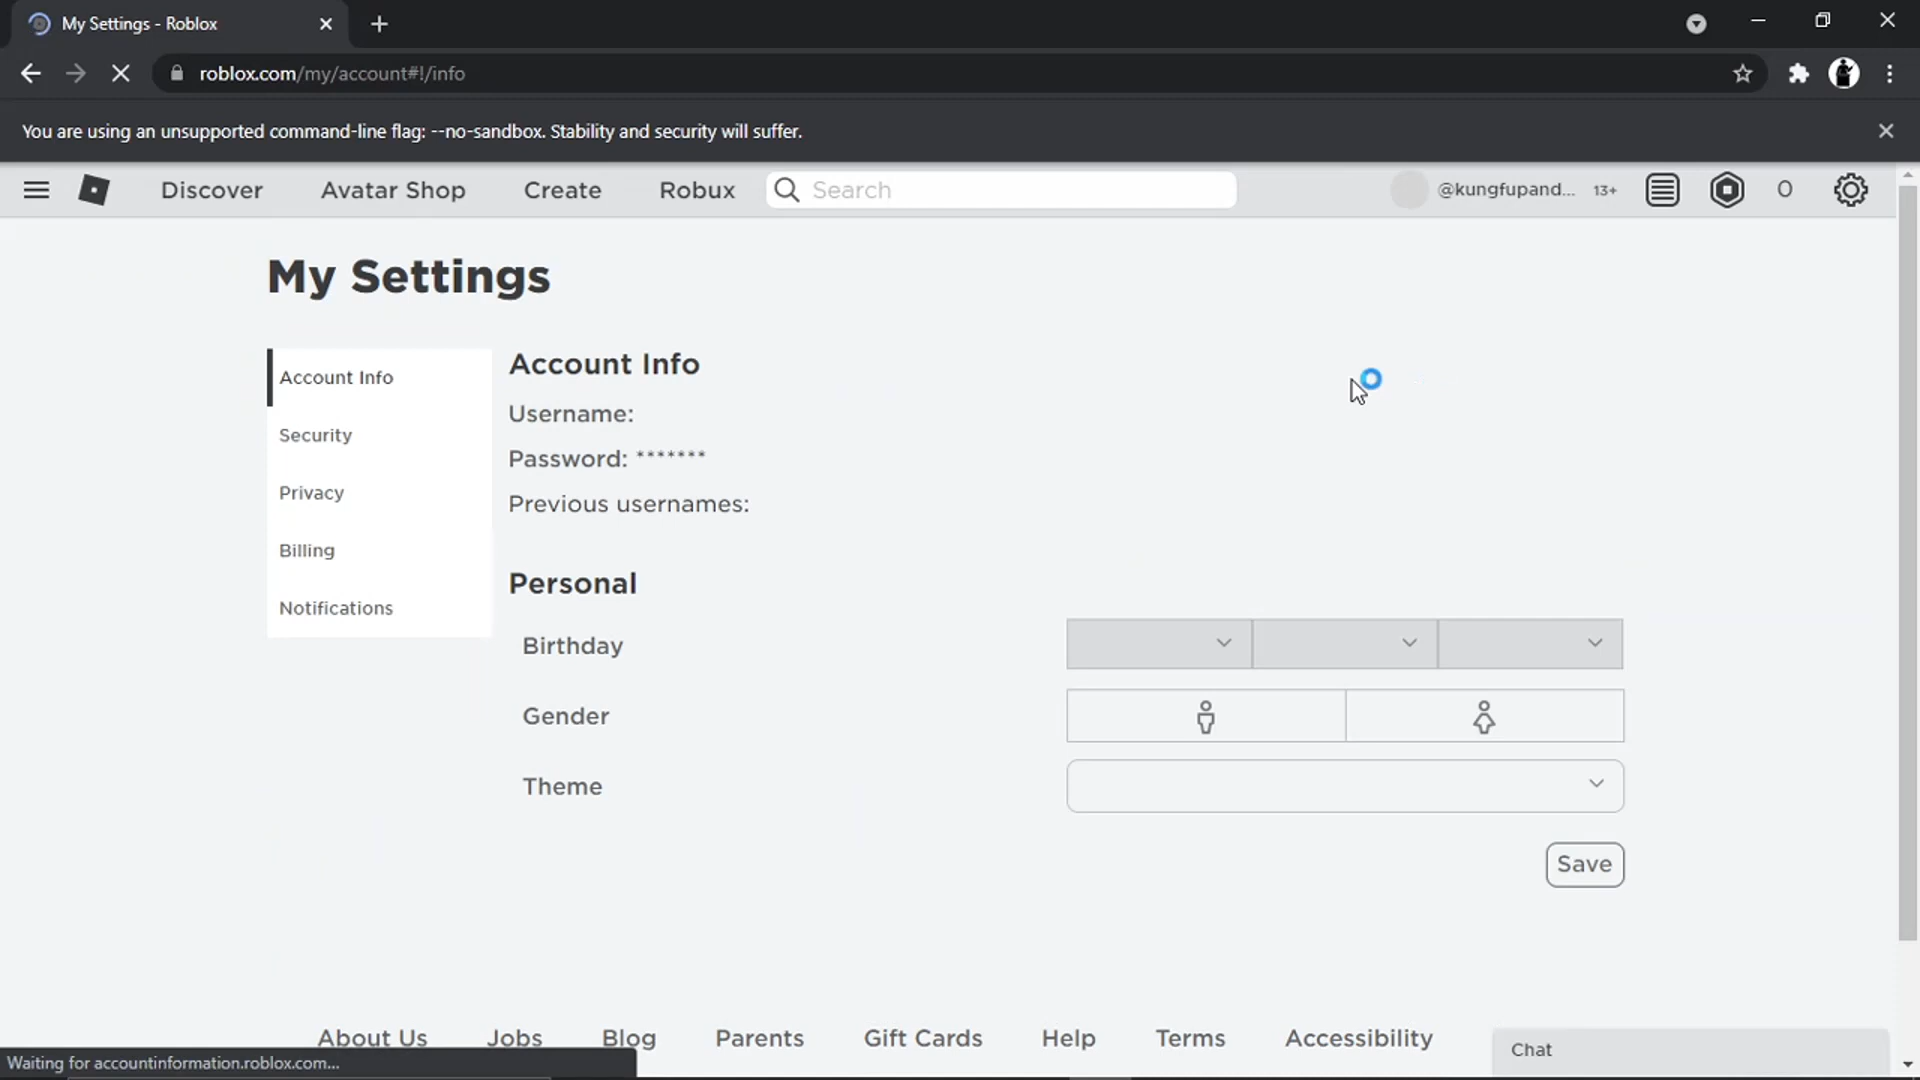 My Settings - Roblox
roblox.com/my/account#!/info
You are using an unsupported command-line flag: --no-sandbox. Stability and security will suffer.
Discover Avatar Shop Create Robux Search @kungfupand... 13+ 0
My Settings
Account Info
Security
Privacy
Billing
Notifications
Account Info
Username:
Password: *******
Previous usernames:
Personal
Birthday
Gender
Theme
Save
About Us Jobs Blog Parents Gift Cards Help Terms Accessibility
Chat
Waiting for accountinformation.roblox.com...